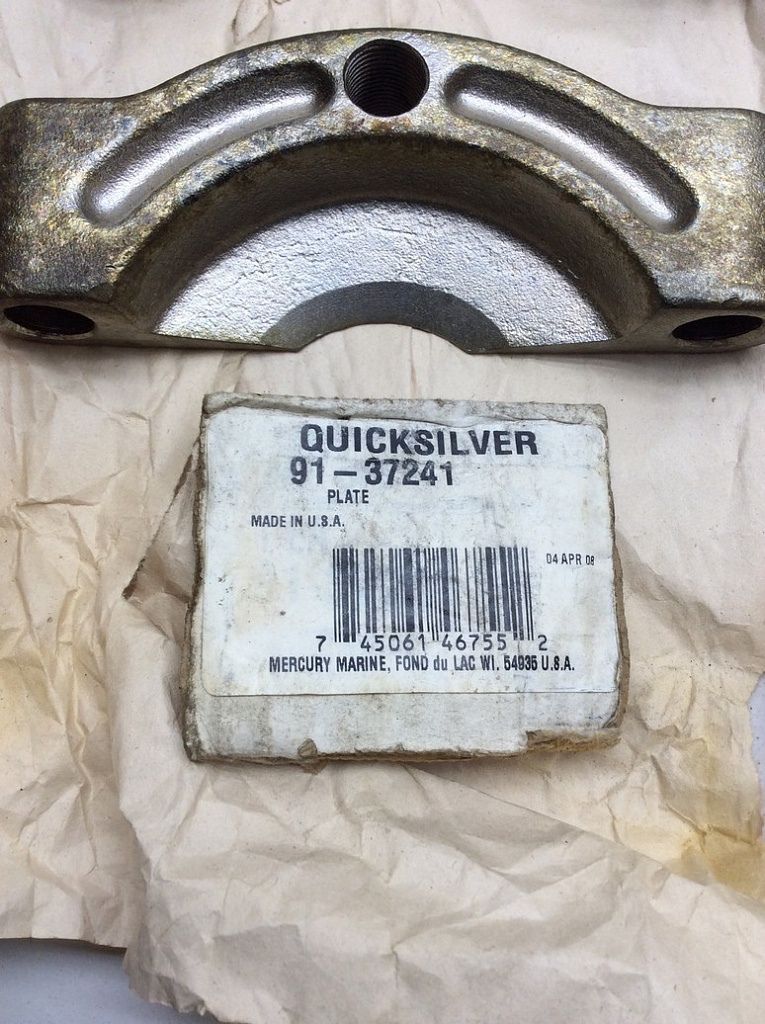 QUICKSILVER
91-37241
PLATE
MADE IN U.S.A.
04 APR 08
7 45061 46755 2
MERCURY MARINE, FOND du LAC WI. 54935 U.S.A.